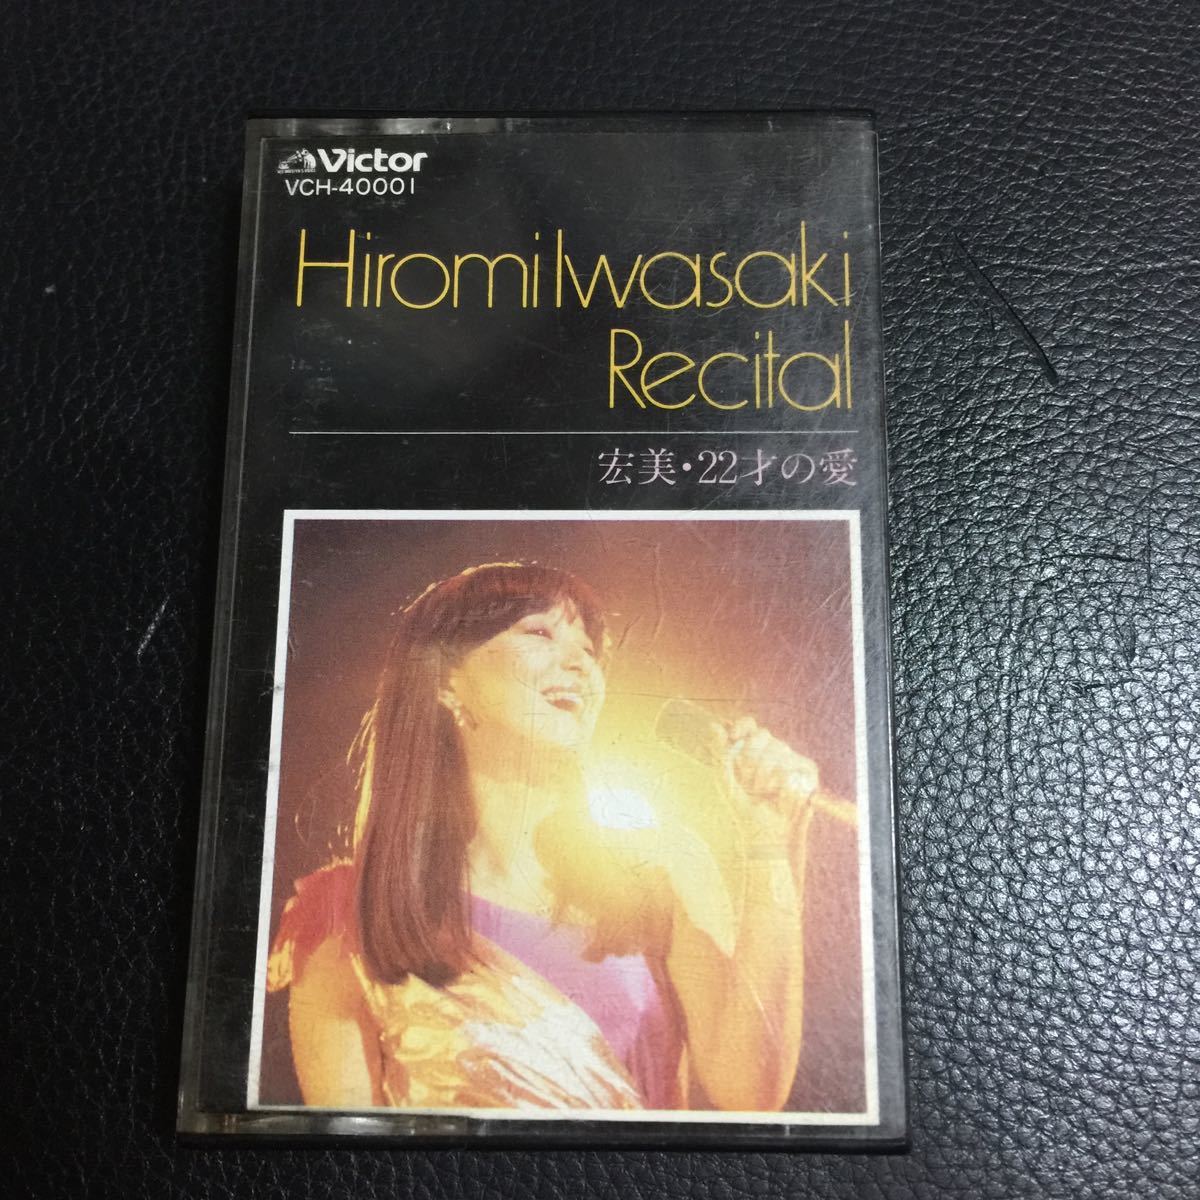 Victor
VCH-40001
Hiromi Iwasaki
Recital
宏美・22才の愛